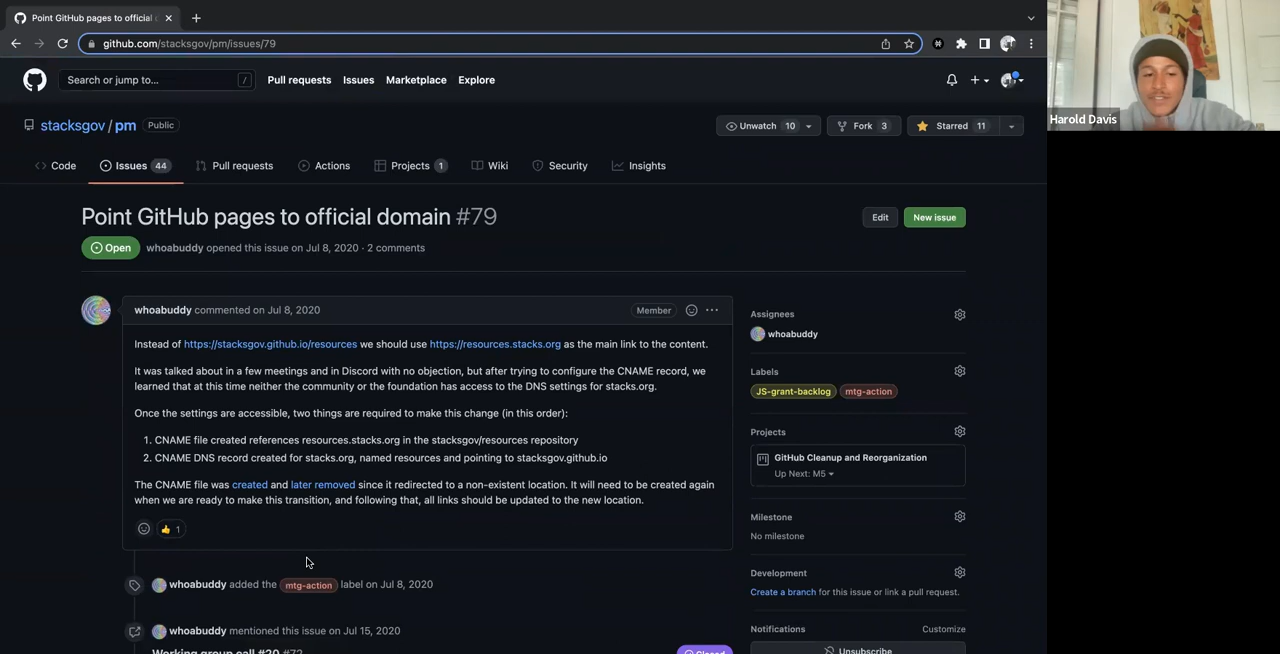 Point GitHub pages to official d
github.com/stacksgov/pm/issues/79
Search or jump to...
/
Pull requests
Issues
Marketplace
Explore
stacksgov / pm
Public
Unwatch 10
Fork 3
Starred 11
Code
Issues 44
Pull requests
Actions
Projects 1
Wiki
Security
Insights
Point GitHub pages to official domain #79
Edit
New issue
Open
whoabuddy opened this issue on Jul 8, 2020 · 2 comments
whoabuddy commented on Jul 8, 2020
Member
Instead of https://stacksgov.github.io/resources we should use https://resources.stacks.org as the main link to the content.
It was talked about in a few meetings and in Discord with no objection, but after trying to configure the CNAME record, we
learned that at this time neither the community or the foundation has access to the DNS settings for stacks.org.
Once the settings are accessible, two things are required to make this change (in this order):
1. CNAME file created references resources.stacks.org in the stacksgov/resources repository
2. CNAME DNS record created for stacks.org, named resources and pointing to stacksgov.github.io
The CNAME file was created and later removed since it redirected to a non-existent location. It will need to be created again
when we are ready to make this transition, and following that, all links should be updated to the new location.
1
whoabuddy added the mtg-action label on Jul 8, 2020
whoabuddy mentioned this issue on Jul 15, 2020
Working group call #20 #72
Closed
Assignees
whoabuddy
Labels
JS-grant-backlog
mtg-action
Projects
GitHub Cleanup and Reorganization
Up Next: M5
Milestone
No milestone
Development
Create a branch for this issue or link a pull request.
Notifications
Customize
Unsubscribe
Harold Davis